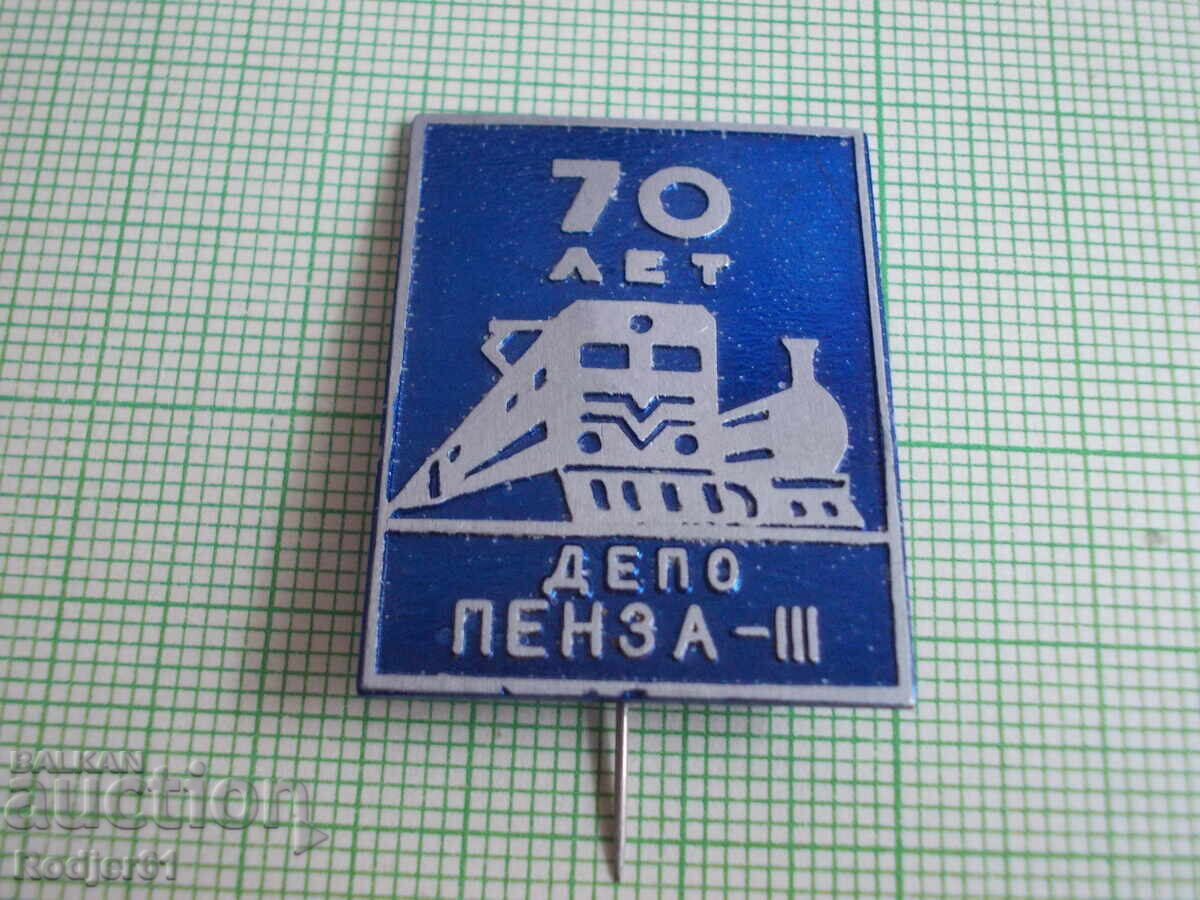 70
ЛЕТ
ДЕПО
ПЕНЗА-III
BALKAN
auction
Rodjer61